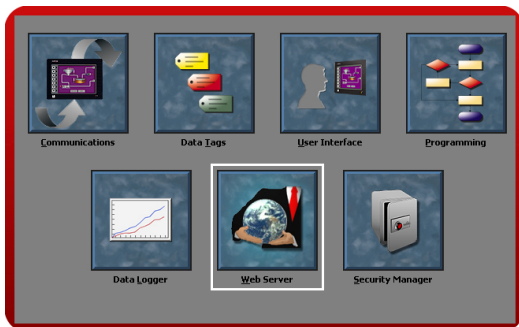 Communications
Data Tags
User Interface
Programming
Data Logger
Web Server
Security Manager